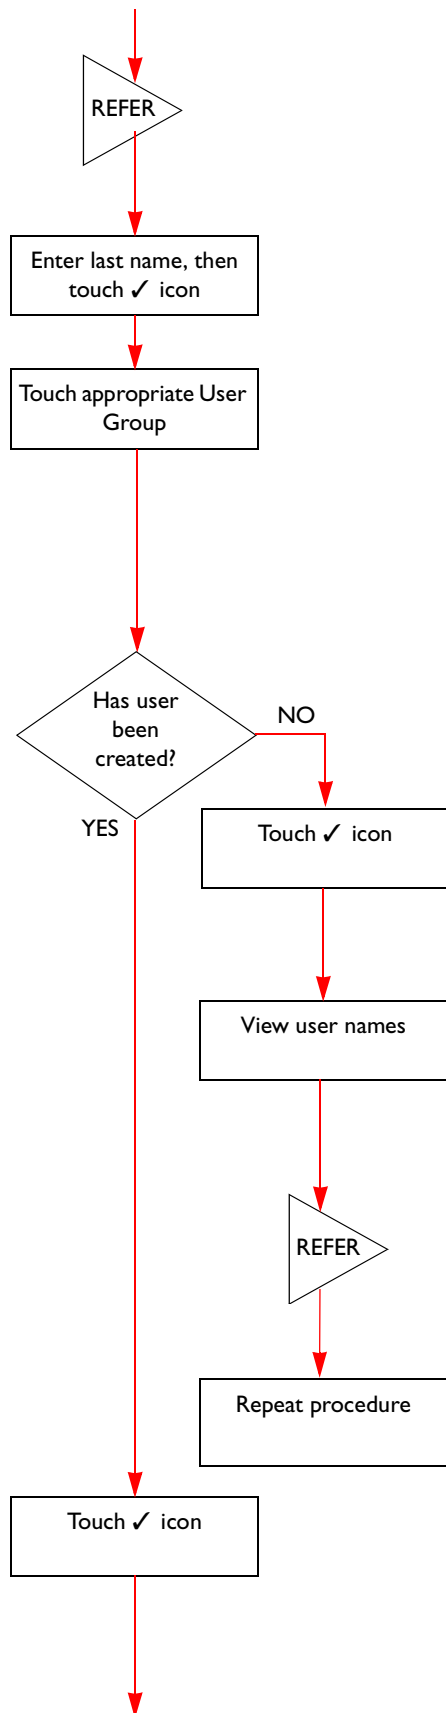 REFER
Enter last name, then
touch ✓ icon
Touch appropriate User
Group
Has user
been
created?
NO
YES
Touch ✓ icon
View user names
REFER
Repeat procedure
Touch ✓ icon